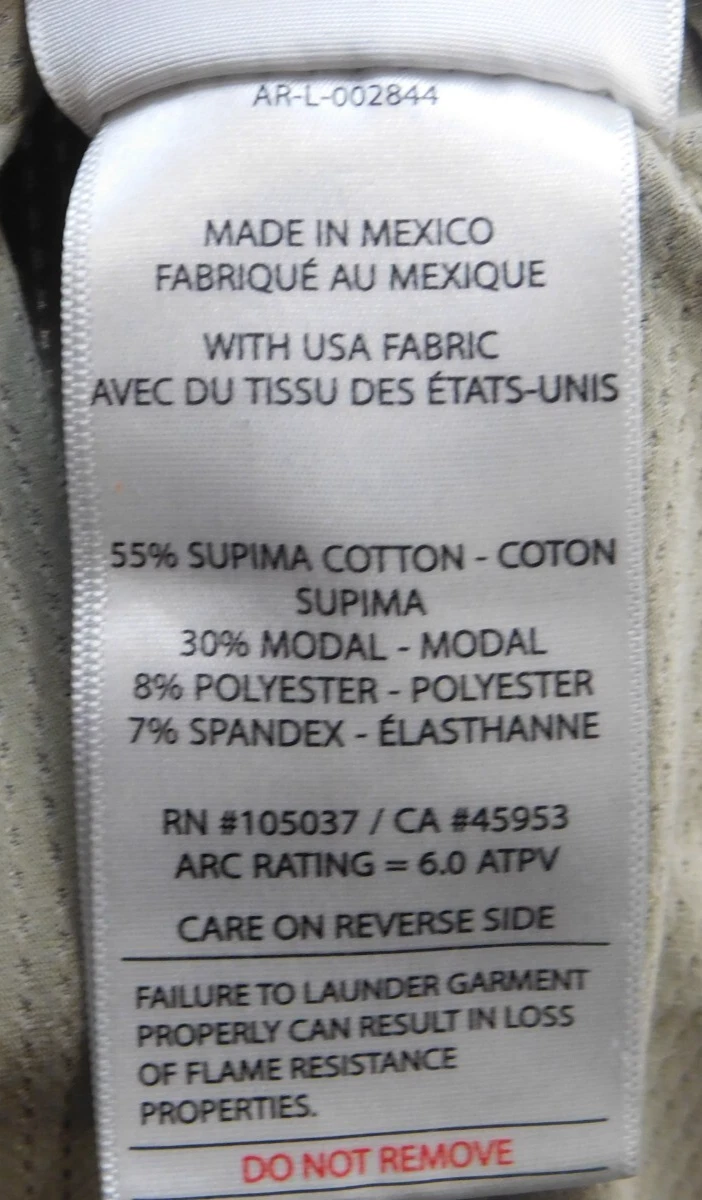 AR-L-002844
MADE IN MEXICO
FABRIQUÉ AU MEXIQUE
WITH USA FABRIC
AVEC DU TISSU DES ÉTATS-UNIS
55% SUPIMA COTTON - COTON
SUPIMA
30% MODAL - MODAL
8% POLYESTER - POLYESTER
7% SPANDEX - ÉLASTHANNE
RN #105037 / CA #45953
ARC RATING = 6.0 ATPV
CARE ON REVERSE SIDE
FAILURE TO LAUNDER GARMENT
PROPERLY CAN RESULT IN LOSS
OF FLAME RESISTANCE
PROPERTIES.
DO NOT REMOVE